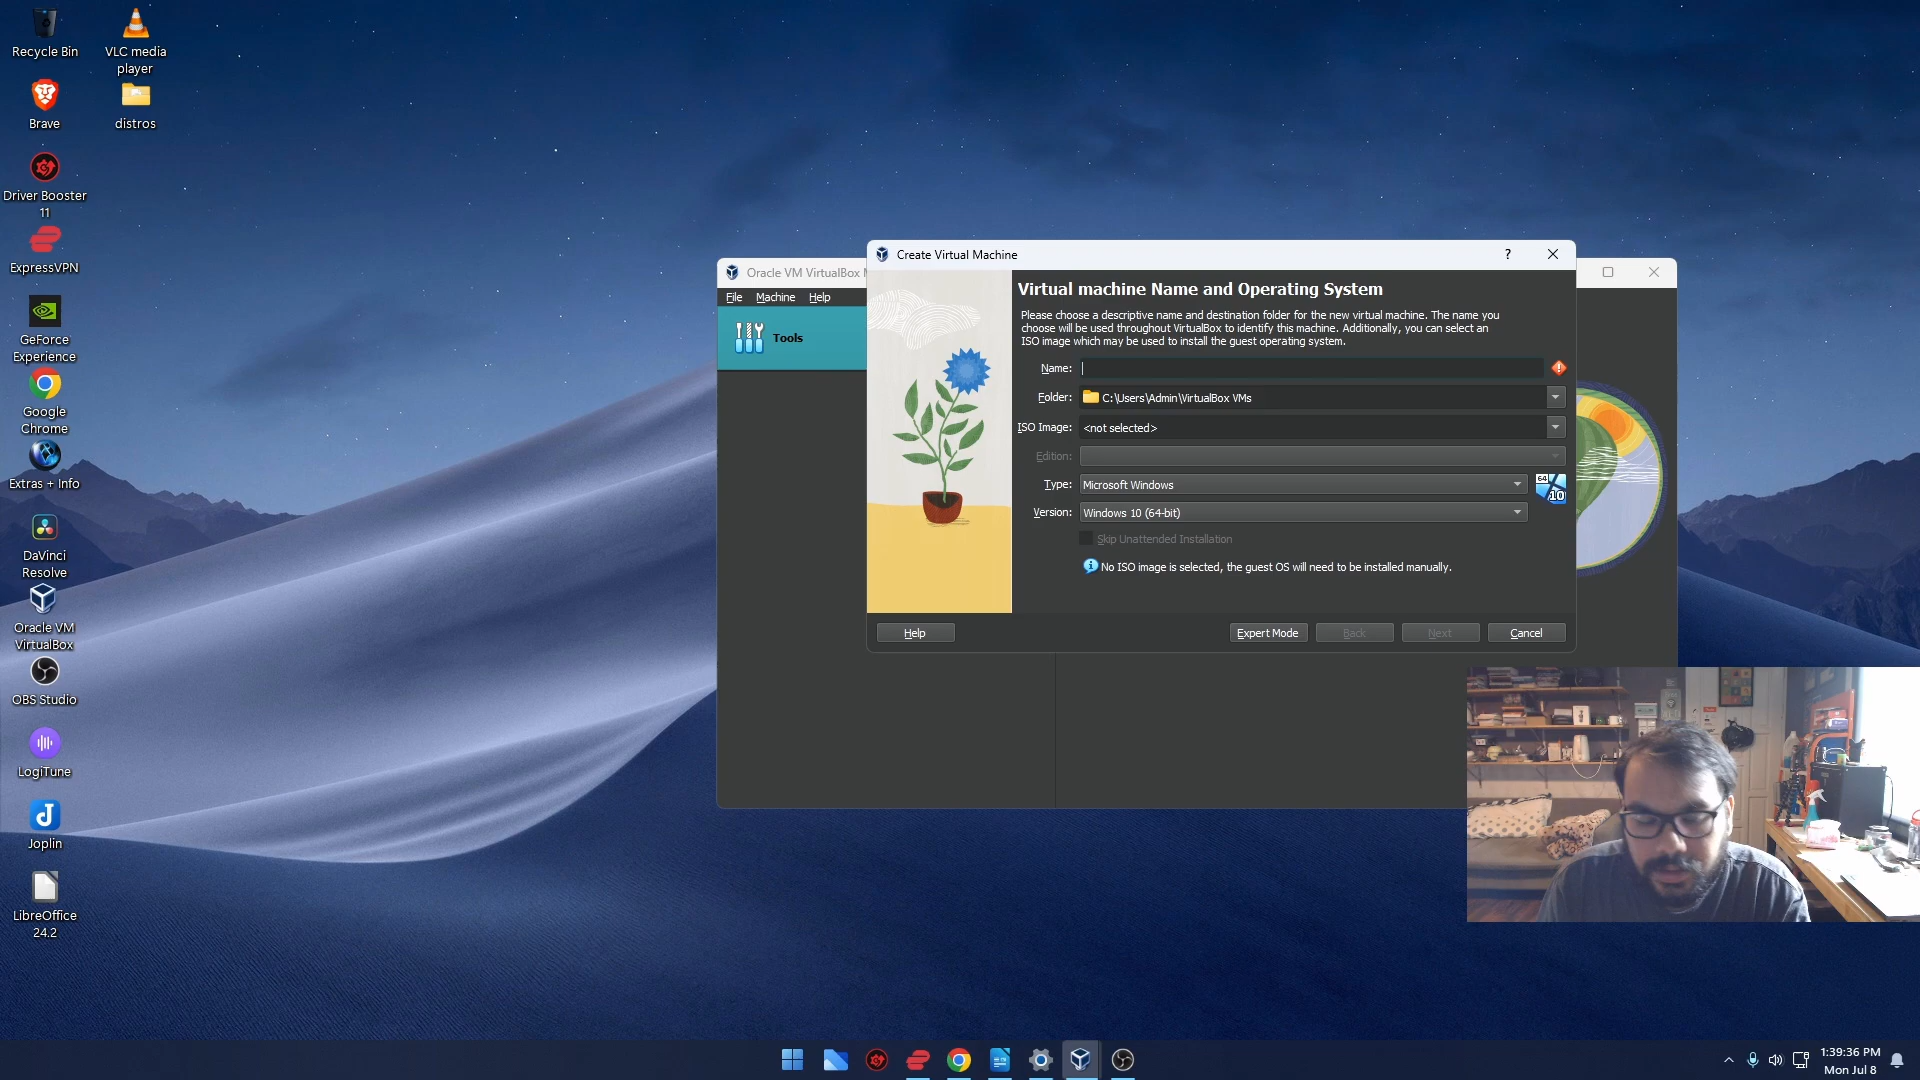 Recycle Bin
VLC media
player
Brave
distros
Driver Booster
11
ExpressVPN
GeForce
Experience
Google
Chrome
Extras + Info
DaVinci
Resolve
Oracle VM
VirtualBox
OBS Studio
LogiTune
Joplin
LibreOffice
24.2
Oracle VM VirtualBox
File Machine Help
Tools
Create Virtual Machine
?
Virtual machine Name and Operating System
Please choose a descriptive name and destination folder for the new virtual machine. The name you
choose will be used throughout VirtualBox to identify this machine. Additionally, you can select an
ISO image which may be used to install the guest operating system.
Name:
Folder: C:\Users\Admin\VirtualBox VMs
ISO Image: <not selected>
Edition:
Type: Microsoft Windows
64
10
Version: Windows 10 (64-bit)
Skip Unattended Installation
No ISO image is selected, the guest OS will need to be installed manually.
Help Expert Mode Back Next Cancel
1:39:36 PM
Mon Jul 8